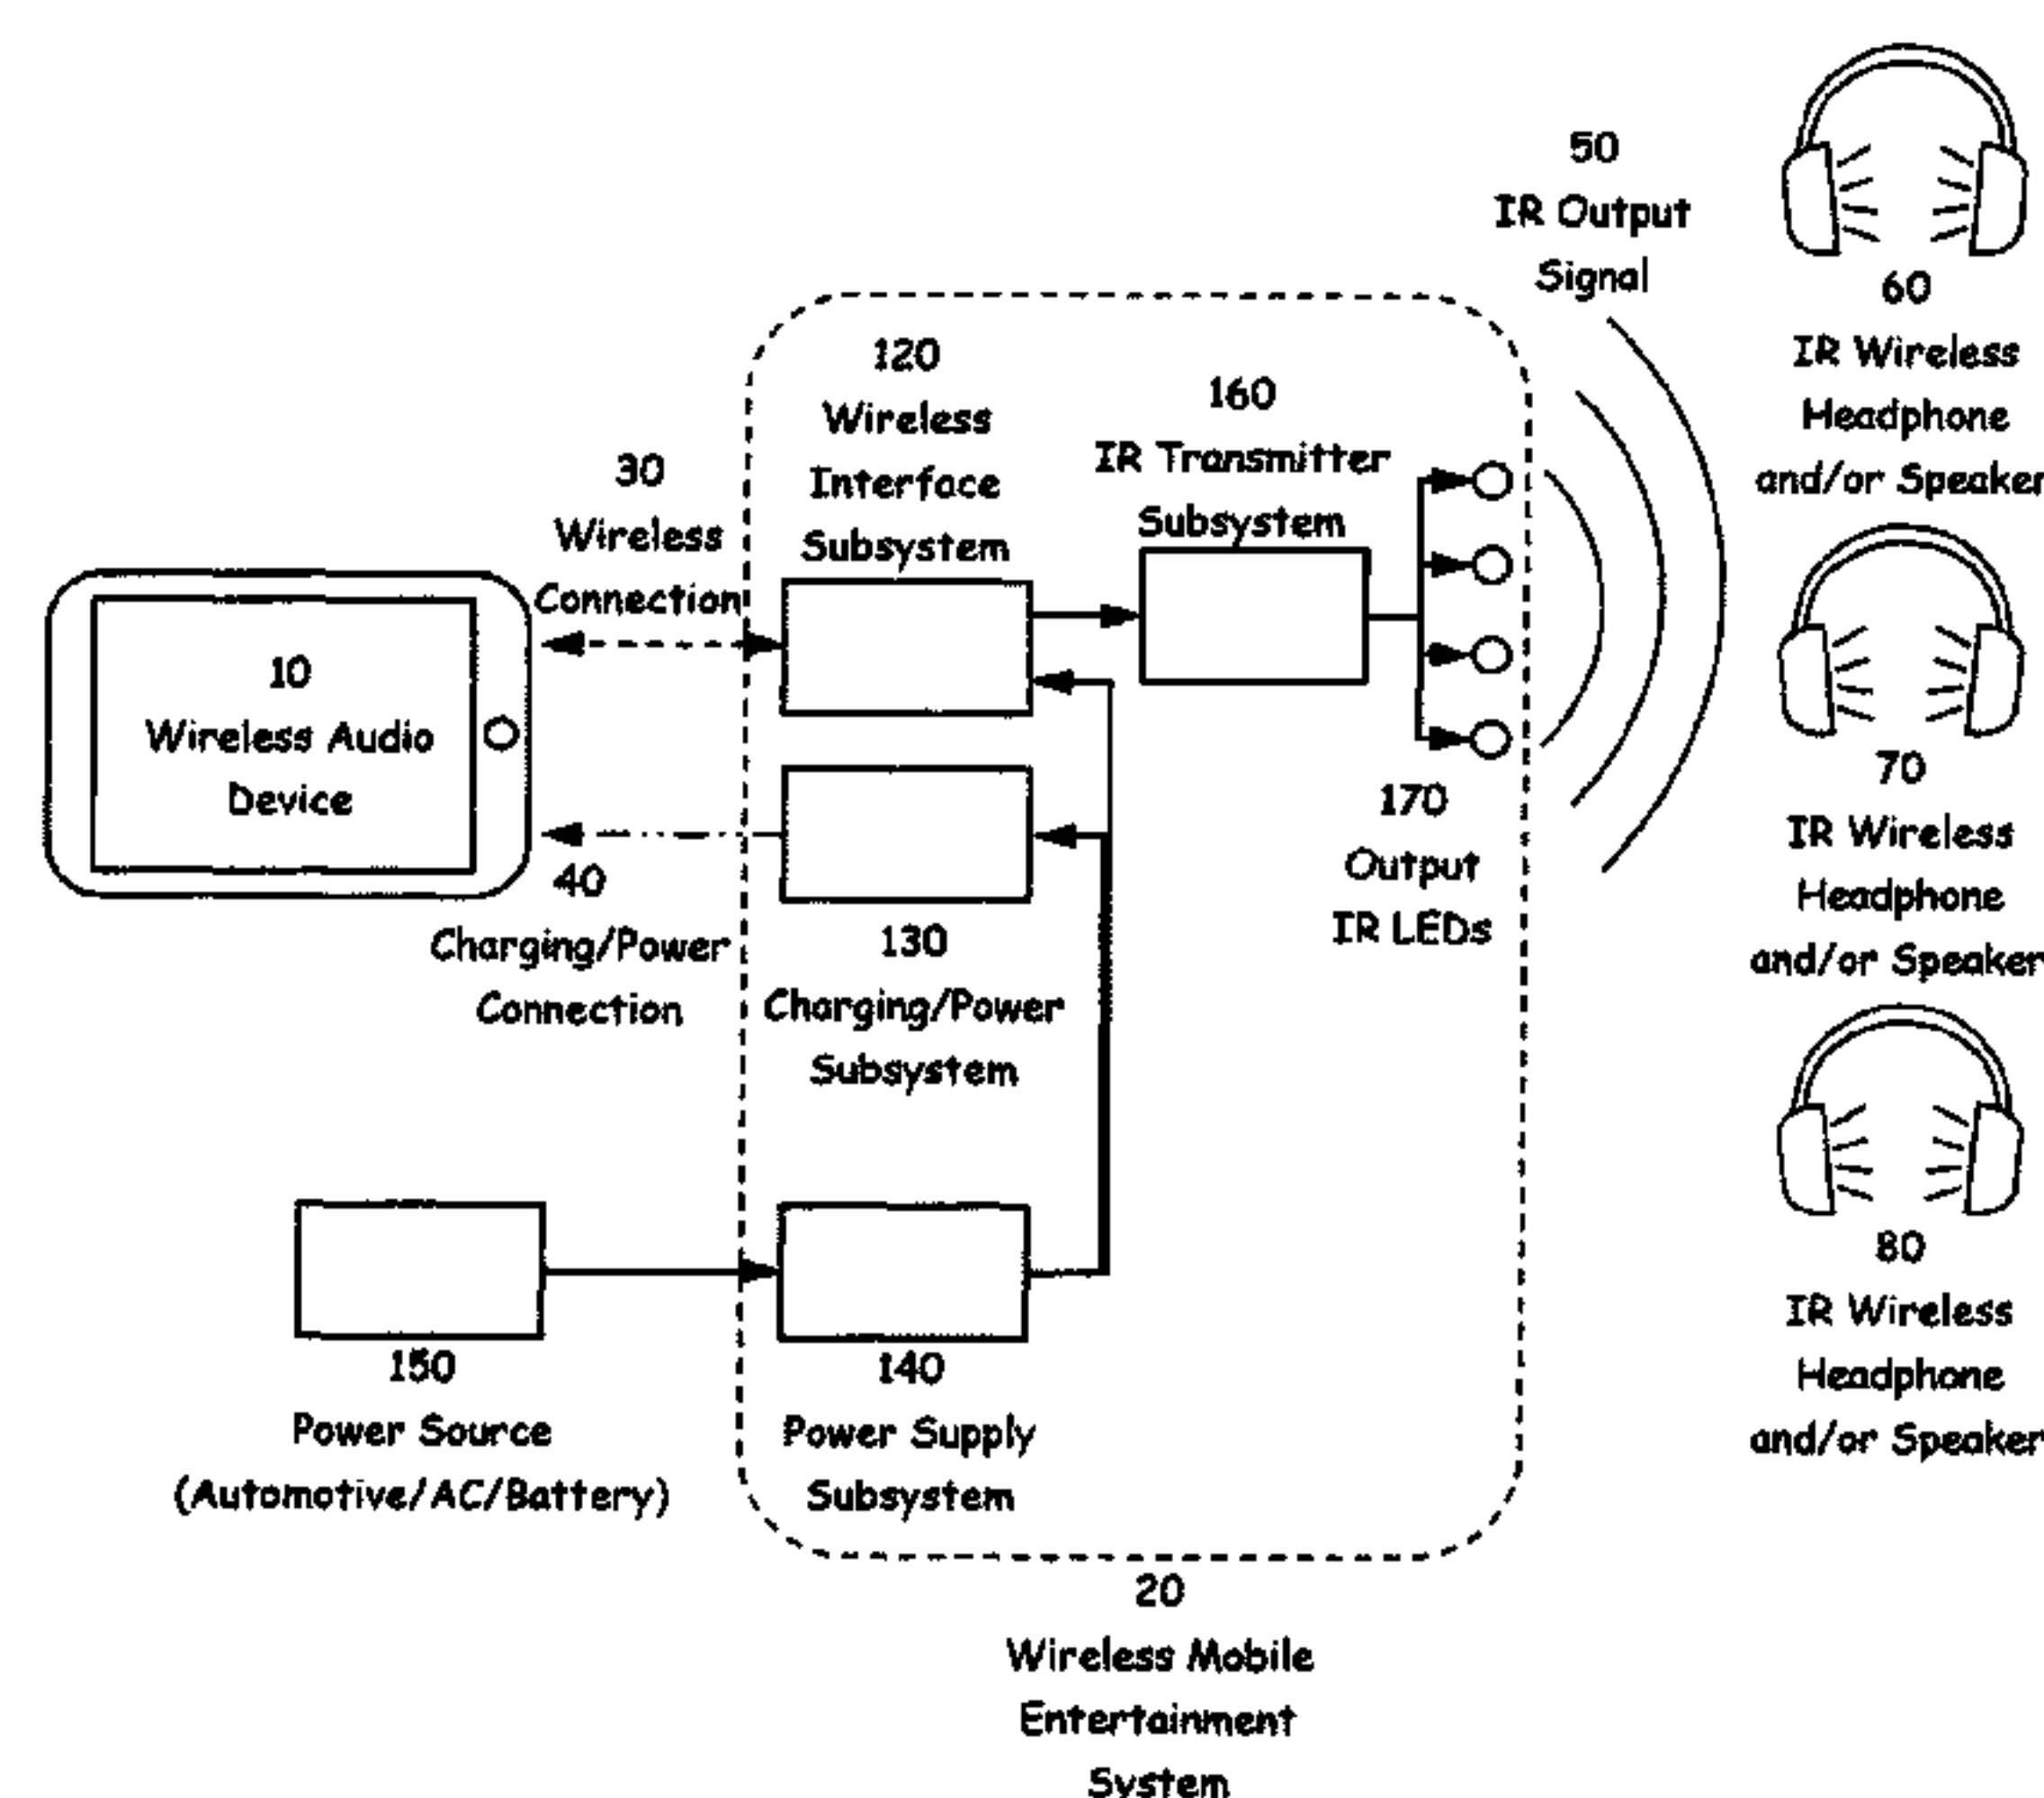 50
IR Output
Signal
60
IR Wireless
Headphone
and/or Speaker
120
Wireless
Interface
Subsystem
160
IR Transmitter
Subsystem
30
Wireless
Connection
10
Wireless Audio
Device
40
Charging/Power
Connection
130
Charging/Power
Subsystem
170
Output
IR LEDs
70
IR Wireless
Headphone
and/or Speaker
150
Power Source
(Automotive/AC/Battery)
140
Power Supply
Subsystem
80
IR Wireless
Headphone
and/or Speaker
20
Wireless Mobile
Entertainment
System